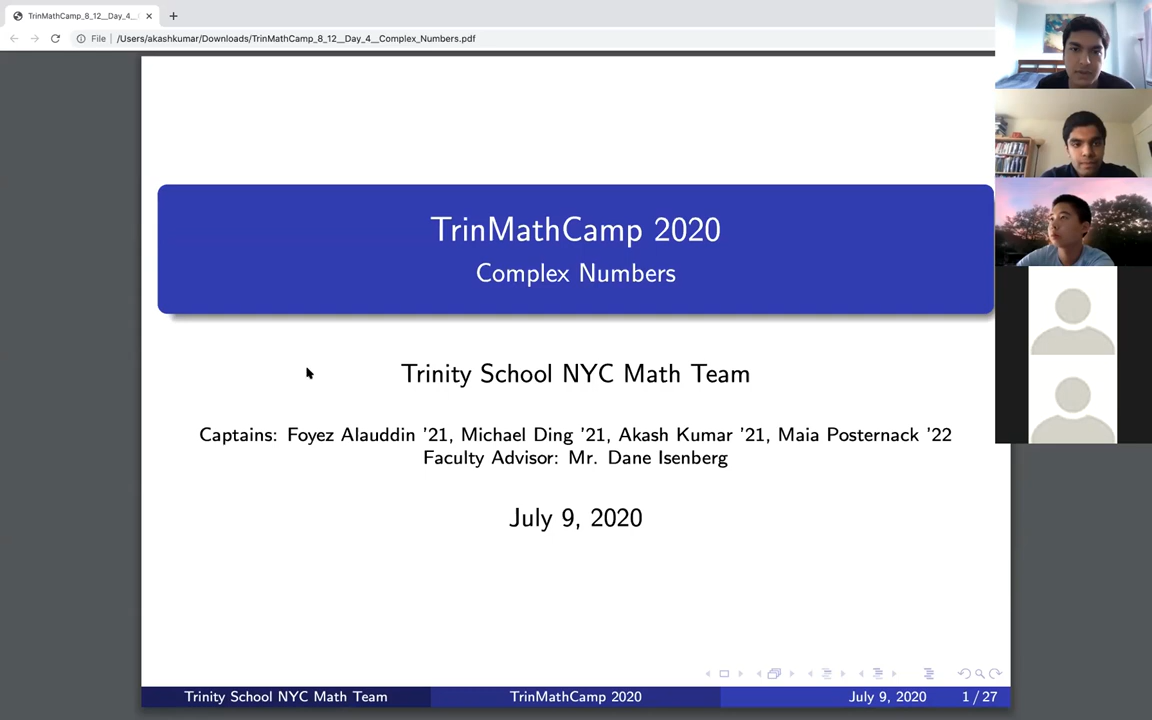 TrinMathCamp_8_12__Day_4__
File
/Users/akashkumar/Downloads/TrinMathCamp_8_12__Day_4__Complex_Numbers.pdf
TrinMathCamp 2020
Complex Numbers
Trinity School NYC Math Team
Captains: Foyez Alauddin '21, Michael Ding '21, Akash Kumar '21, Maia Posternack '22
Faculty Advisor: Mr. Dane Isenberg
July 9, 2020
Trinity School NYC Math Team TrinMathCamp 2020 July 9, 2020 1 / 27